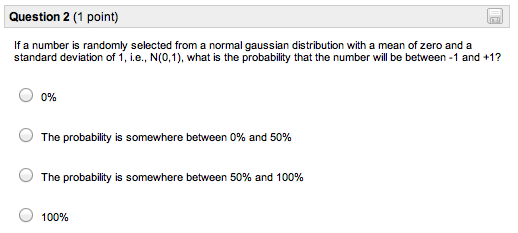 Question 2 (1 point)
If a number is randomly selected from a normal gaussian distribution with a mean of zero and a
standard deviation of 1, i.e., N(0,1), what is the probability that the number will be between -1 and +1?
0%
The probability is somewhere between 0% and 50%
The probability is somewhere between 50% and 100%
100%